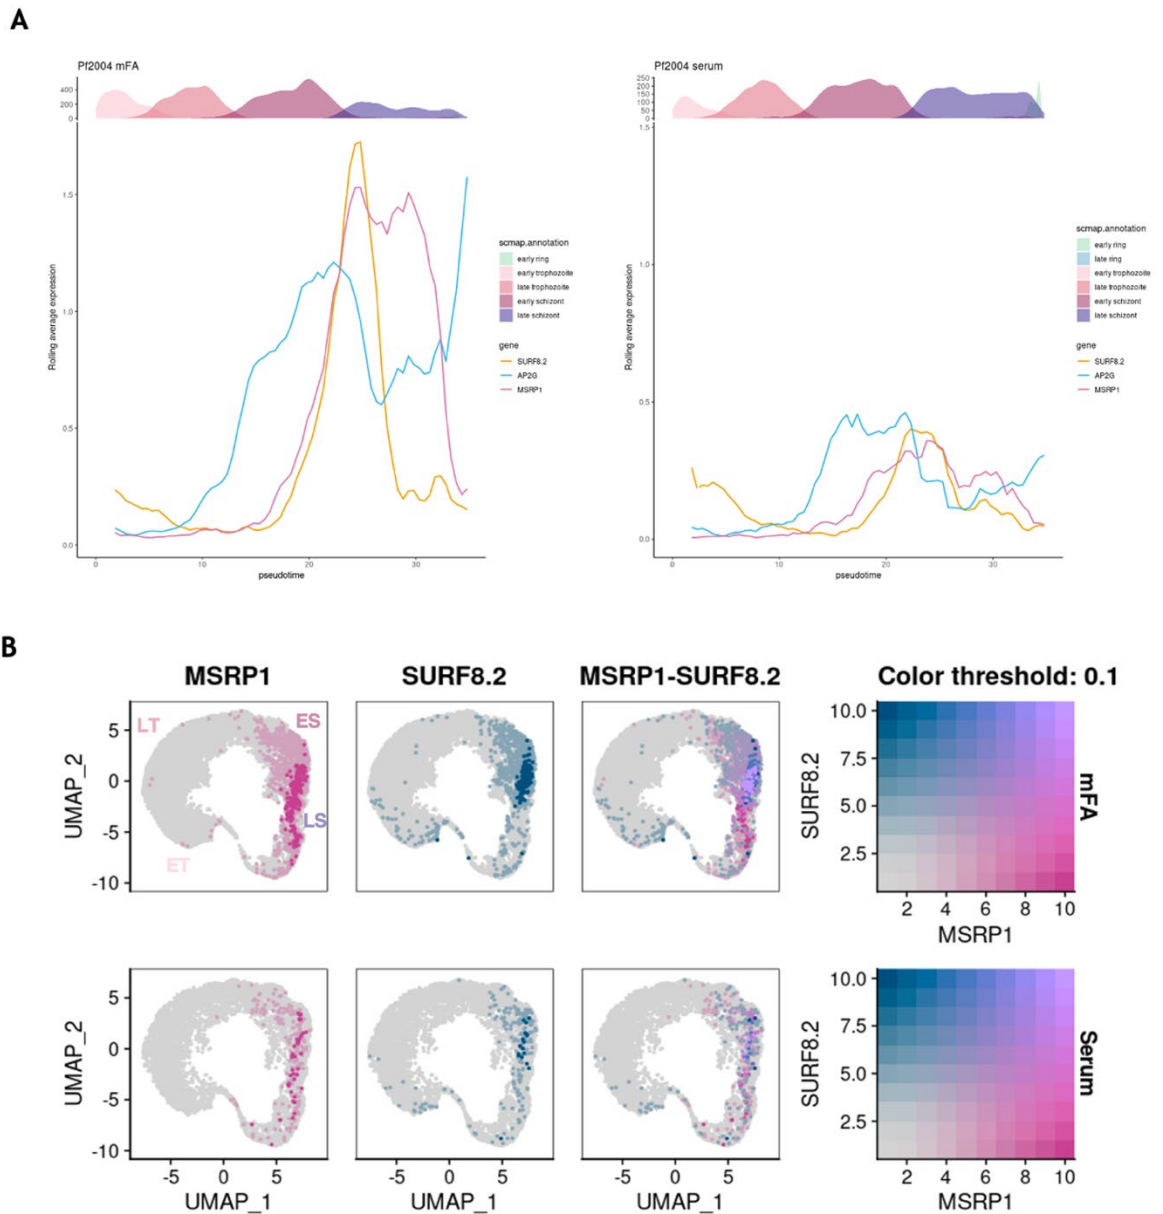 A
Pf2004 mFA
400
200
0
1.5
1.0
0.5
0.0
Rolling average expression
0 10 20 30
pseudotime
scmap.annotation
early ring
late ring
early trophozoite
late trophozoite
early schizont
late schizont
gene
SURF8.2
AP2G
MSRP1
Pf2004 serum
250
200
150
100
50
0
1.5
1.0
0.5
0.0
Rolling average expression
0 10 20 30
pseudotime
scmap.annotation
early ring
late ring
early trophozoite
late trophozoite
early schizont
late schizont
gene
SURF8.2
AP2G
MSRP1
B
MSRP1 SURF8.2 MSRP1-SURF8.2 Color threshold: 0.1
UMAP_2
5
0
-5
-10
LT
ES
LS
ET
SURF8.2
10.0
7.5
5.0
2.5
2 4 6 8 10
MSRP1
mFA
UMAP_2
5
0
-5
-10
-5 0 5
UMAP_1
-5 0 5
UMAP_1
-5 0 5
UMAP_1
SURF8.2
10.0
7.5
5.0
2.5
2 4 6 8 10
MSRP1
Serum